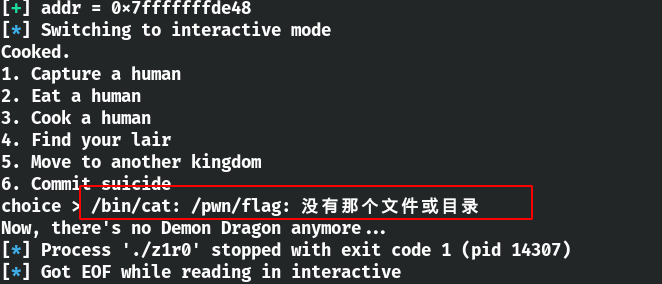 [+] addr = 0x7fffffffde48
[*] Switching to interactive mode
Cooked.
1. Capture a human
2. Eat a human
3. Cook a human
4. Find your lair
5. Move to another kingdom
6. Commit suicide
choice > /bin/cat: /pwn/flag: 没有那个文件或目录
Now, there's no Demon Dragon anymore...
[*] Process './z1r0' stopped with exit code 1 (pid 14307)
[*] Got EOF while reading in interactive